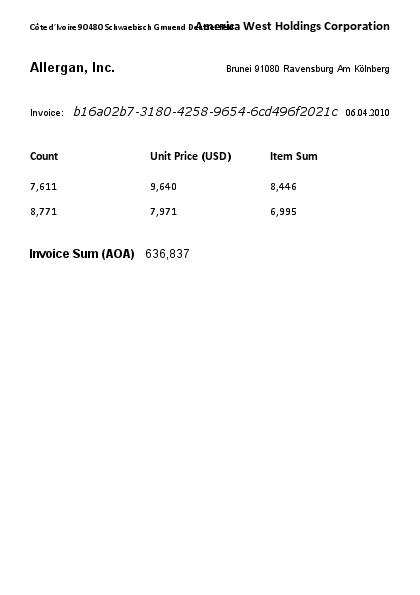 Côte d'Ivoire 90480 Schwaebisch Gmuend America West Holdings Corporation
Allergan, Inc. Brunei 91080 Ravensburg Am Kölnberg
Invoice: b16a02b7-3180-4258-9654-6cd496f2021c 06.04.2010
Count Unit Price (USD) Item Sum
7,611 9,640 8,446
8,771 7,971 6,995
Invoice Sum (AOA) 636,837